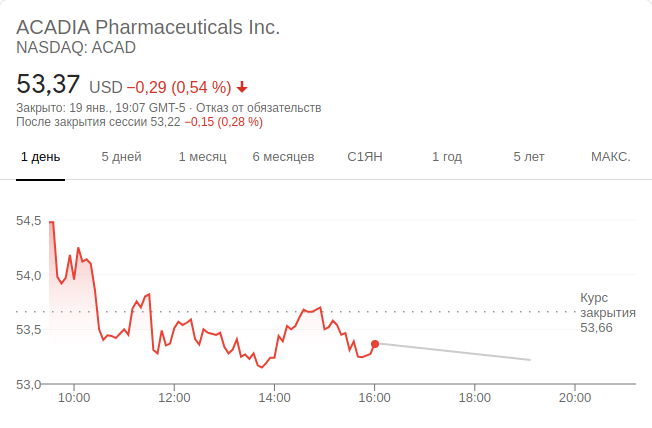 ACADIA Pharmaceuticals Inc.
NASDAQ: ACAD
53,37 USD −0,29 (0,54 %)
Закрыто: 19 янв., 19:07 GMT-5 · Отказ от обязательств
После закрытия сессии 53,22 −0,15 (0,28 %)
1 день 5 дней 1 месяц 6 месяцев С1ЯН 1 год 5 лет МАКС.
54,5
54,0
53,5
53,0
Курс
закрытия
53,66
10:00 12:00 14:00 16:00 18:00 20:00